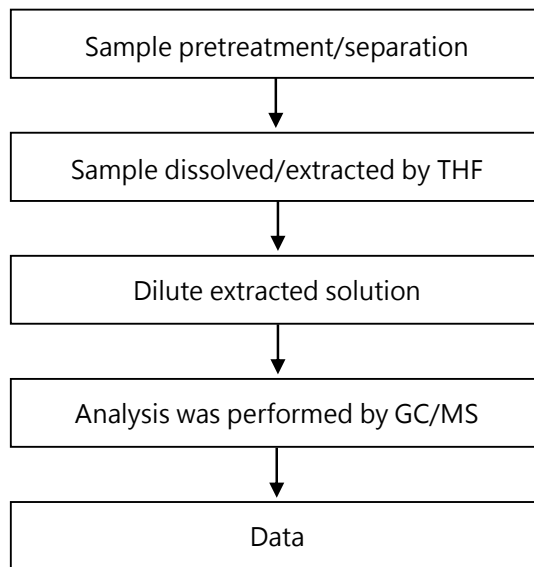 Sample pretreatment/separation
Sample dissolved/extracted by THF
Dilute extracted solution
Analysis was performed by GC/MS
Data